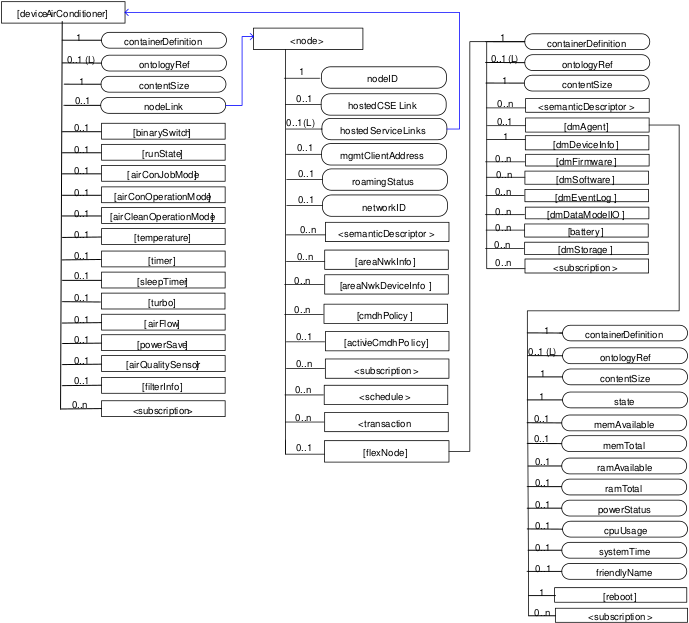 [deviceAirConditioner]
1 containerDefinition
0..1 (L) ontologyRef
1 contentSize
0..1 nodeLink
0..1 [binarySwitch]
0..1 [runState]
0..1 [airConJobMode]
0..1 [airConOperationMode]
0..1 [airCleanOperationMode]
0..1 [temperature]
0..1 [timer]
0..1 [sleepTimer]
0..1 [turbo]
0..1 [airFlow]
0..1 [powerSave]
0..1 [airQualitySensor]
0..1 [filterInfo]
0..n <subscription>
<node>
1 nodeID
0..1 hostedCSE Link
0..1(L) hostedServiceLinks
0..1 mgmtClientAddress
0..1 roamingStatus
0..1 networkID
0..n <semanticDescriptor >
0..n [areaNwkInfo]
0..n [areaNwkDeviceInfo ]
0..n [cmdhPolicy ]
0..1 [activieCmdhPolicy]
0..n <subscription >
0..n <schedule >
0..n <transaction
0..1 [flexNode]
1 containerDefinition
0..1 (L) ontologyRef
1 contentSize
0..n <semanticDescriptor >
0..1 [dmAgent]
1 [dmDeviceInfo]
0..n [dmFirmware ]
0..n [dmSoftware]
0..n [dmEventLog ]
0..n [dmDataModelIO ]
0..n [battery]
0..n [dmStorage ]
0..n <subscription >
1 containerDefinition
0..1 (L) ontologyRef
1 contentSize
1 state
0..1 memAvailable
0..1 memTotal
0..1 ramAvailable
0..1 ramTotal
0..1 powerStatus
0..1 cpuUsage
0..1 systemTime
0..1 friendlyName
1 [reboot]
0..n <subscription >